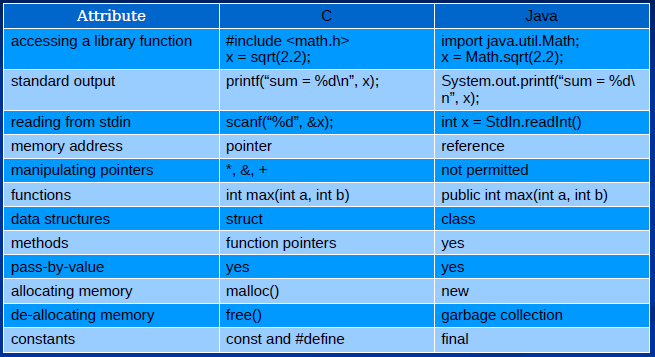 Attribute C Java
accessing a library function #include <math.h> import java.util.Math;
x = sqrt(2.2); x = Math.sqrt(2.2);
standard output printf(“sum = %d\n”, x); System.out.printf(“sum = %d\
n”, x);
reading from stdin scanf(“%d”, &x); int x = StdIn.readInt()
memory address pointer reference
manipulating pointers *, &, + not permitted
functions int max(int a, int b) public int max(int a, int b)
data structures struct class
methods function pointers yes
pass-by-value yes yes
allocating memory malloc() new
de-allocating memory free() garbage collection
constants const and #define final